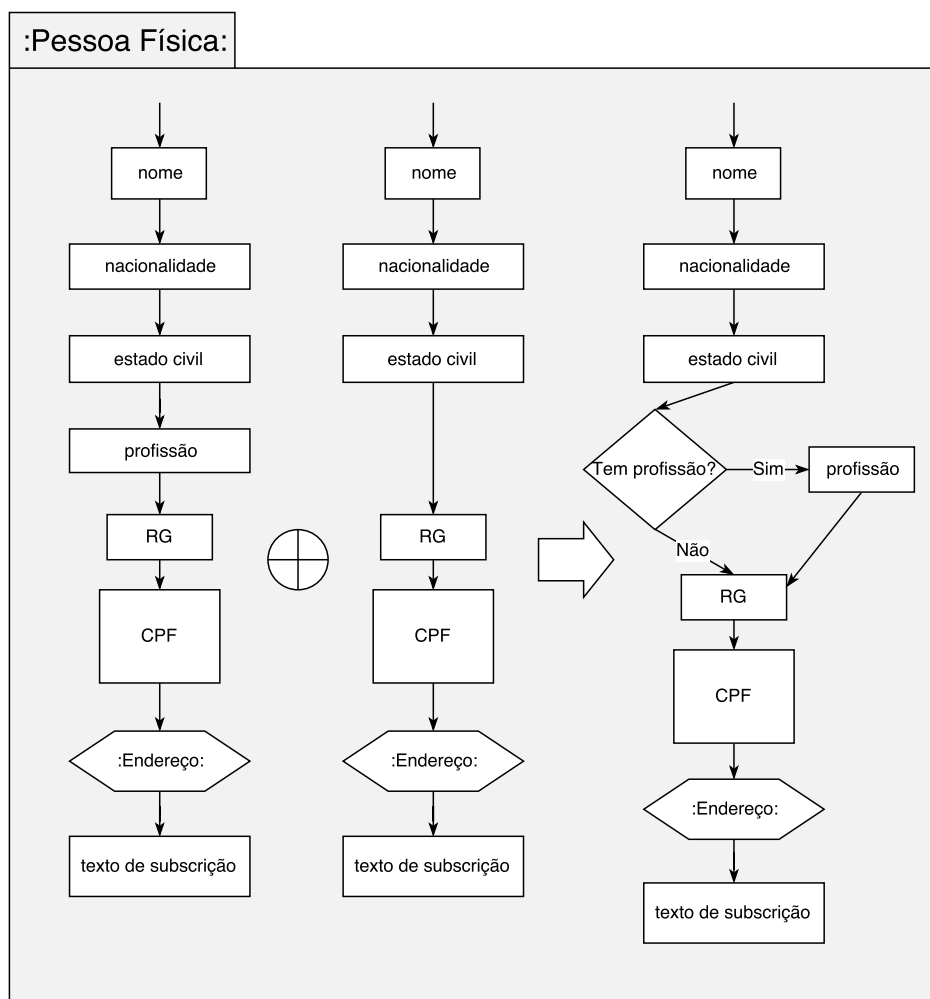 :Pessoa Física:
nome
nacionalidade
estado civil
profissão
RG
CPF
:Endereço:
texto de subscrição
nome
nacionalidade
estado civil
RG
CPF
:Endereço:
texto de subscrição
nome
nacionalidade
estado civil
Tem profissão?
Sim
profissão
Não
RG
CPF
:Endereço:
texto de subscrição